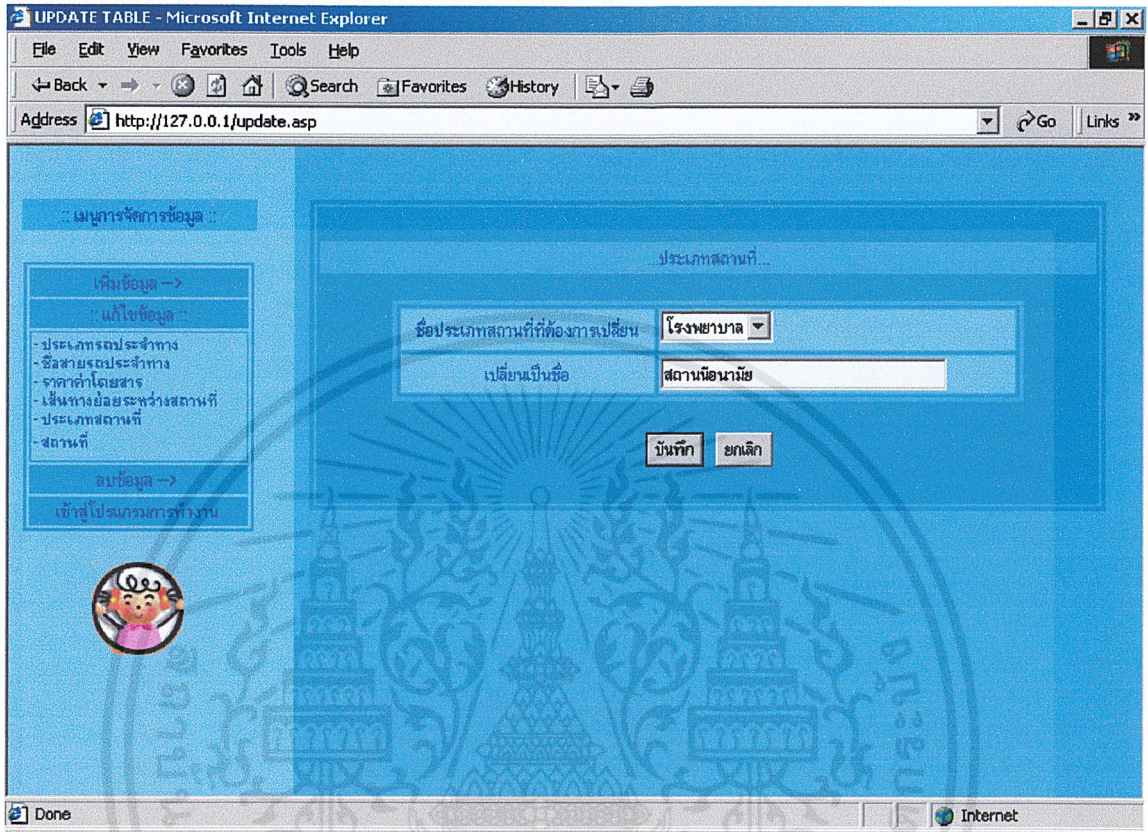 UPDATE TABLE - Microsoft Internet Explorer
File Edit View Favorites Tools Help
Back Search Favorites History
Address http://127.0.0.1/update.asp Go Links »
:: เมนูการจัดการข้อมูล ::
เพิ่มข้อมูล -->
:: แก้ไขข้อมูล ::
- ประเภทรถประจำทาง
- ชื่อสายรถประจำทาง
- ราคาค่าโดยสาร
- เส้นทางย่อยระหว่างสถานที่
- ประเภทสถานที่
- สถานที่
ลบข้อมูล -->
เข้าสู่โปรแกรมการทำงาน
...ประเภทสถานที่...
ชื่อประเภทสถานที่ที่ต้องการเปลี่ยน โรงพยาบาล
เปลี่ยนเป็นชื่อ สถานนีอนามัย
บันทึก ยกเลิก
Done Internet